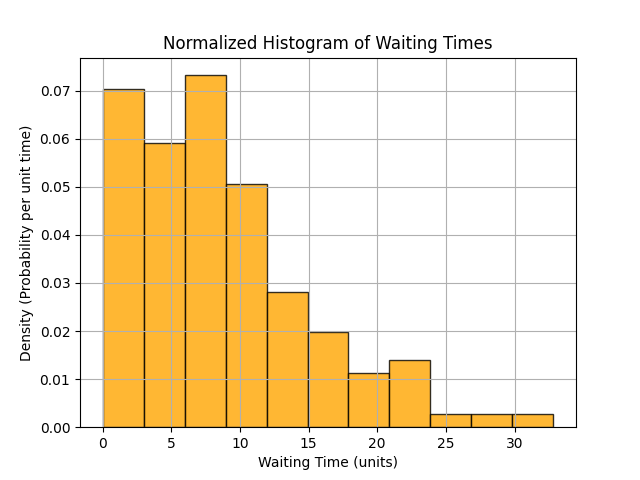 Normalized Histogram of Waiting Times
Density (Probability per unit time)
0.07
0.06
0.05
0.04
0.03
0.02
0.01
0.00
0 5 10 15 20 25 30
Waiting Time (units)